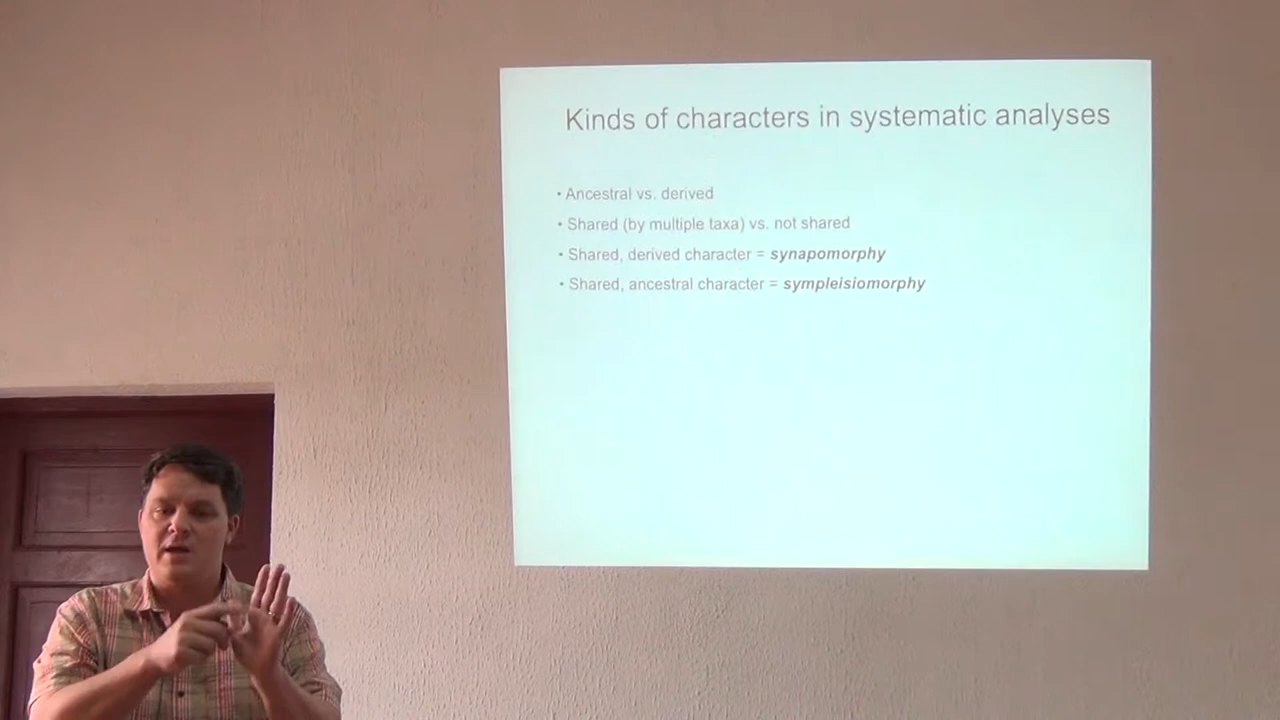 Kinds of characters in systematic analyses
• Ancestral vs. derived
• Shared (by multiple taxa) vs. not shared
• Shared, derived character = synapomorphy
• Shared, ancestral character = sympleisiomorphy